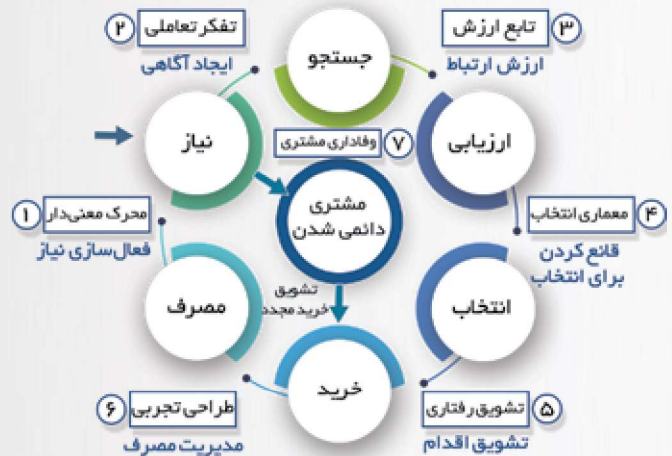 ۲ تفکر تعاملی
ایجاد آگاهی
جستجو
۳ تابع ارزش
ارزش ارتباط
نیاز
۷ وفاداری مشتری
ارزیابی
مشتری
دائمی شدن
۱ محرک معنی‌دار
فعال‌سازی نیاز
۴ معماری انتخاب
قانع کردن
برای انتخاب
مصرف
تشویق
خرید مجدد
انتخاب
خرید
۶ طراحی تجربی
مدیریت مصرف
۵ تشویق رفتاری
تشویق اقدام